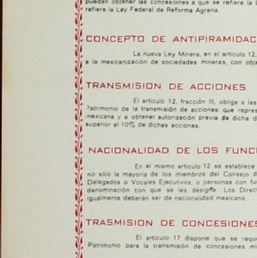 pueden obtener las concesiones a que se refiere la L
refiere la Ley Federal de Reforma Agraria.
CONCEPTO DE ANTIPIRAMIDAC
La nueva Ley Minera, en el artículo 12,
a la mexicanización de sociedades mineras, con obj
TRANSMISION DE ACCIONES
El artículo 12, fracción III, obliga a las
Patrimonio de la transmisión de acciones que repres
mexicana y a obtener autorización previa de dicha d
superior al 10% de dichas acciones.
NACIONALIDAD DE LOS FUNC
En el mismo artículo 12 se establece
no sólo la mayoría de los miembros del Consejo d
Delegados o Vocales Ejecutivos, o personas con fun
denominación con que se les designe. Los Direct
igualmente deberán ser de nacionalidad mexicana.
TRASMISION DE CONCESIONES
El artículo 17 dispone que se requ
Patrimonio para la transmisión de concesiones mi